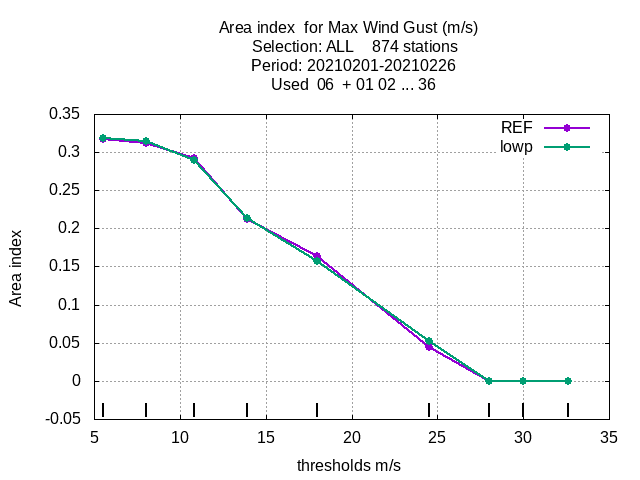 Area index  for Max Wind Gust (m/s)
Selection: ALL    874 stations
Period: 20210201-20210226
Used  06  + 01 02 ... 36
REF
lowp
0.35
0.3
0.25
0.2
0.15
0.1
0.05
0
-0.05
Area index
5 10 15 20 25 30 35
thresholds m/s